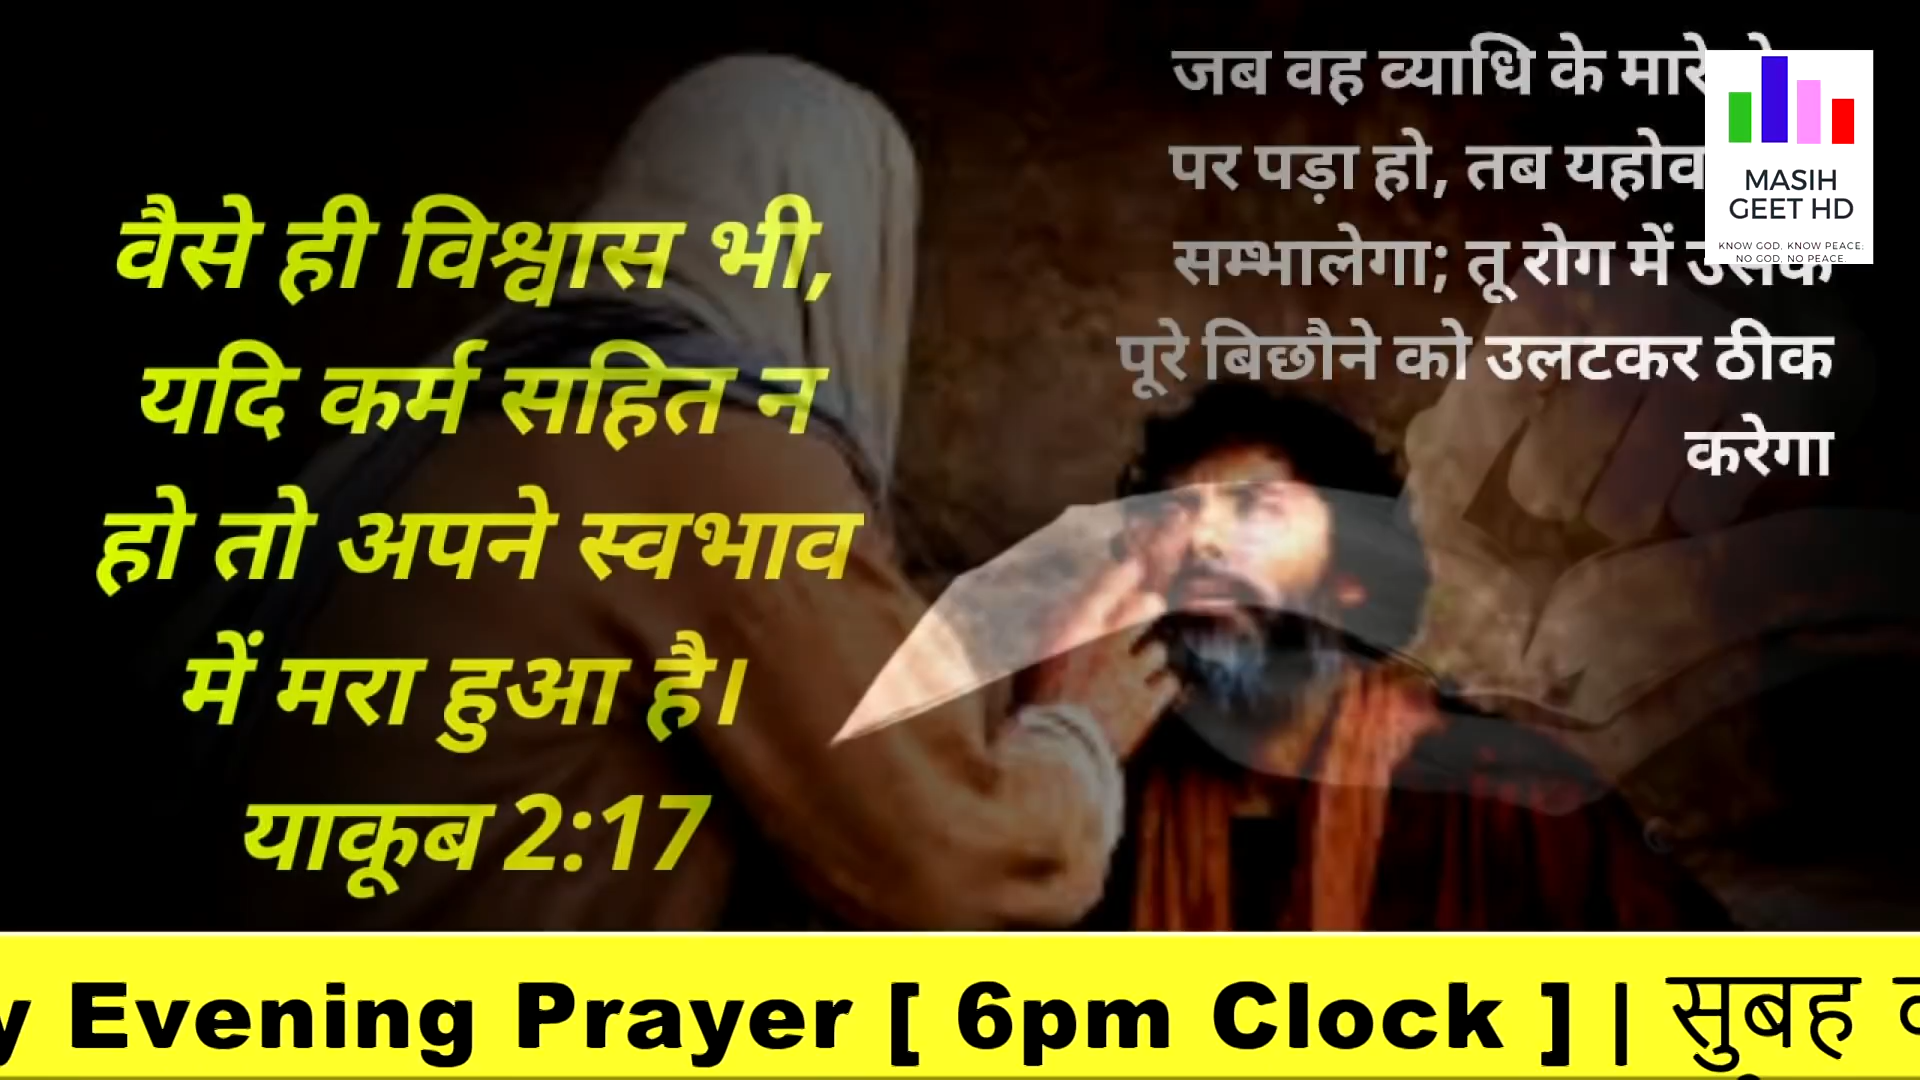 वैसे ही विश्वास भी,
यदि कर्म सहित न
हो तो अपने स्वभाव
में मरा हुआ है।
याकूब 2:17
जब वह व्याधि के मारे
पर पड़ा हो, तब
सम्भालेगा; तू रोग में
पूरे बिछौने को उलटकर ठीक
करेगा
MASIH
GEET HD
KNOW GOD, KNOW PEACE;
NO GOD, NO PEACE.
y Evening Prayer [ 6pm Clock ] | सुबह